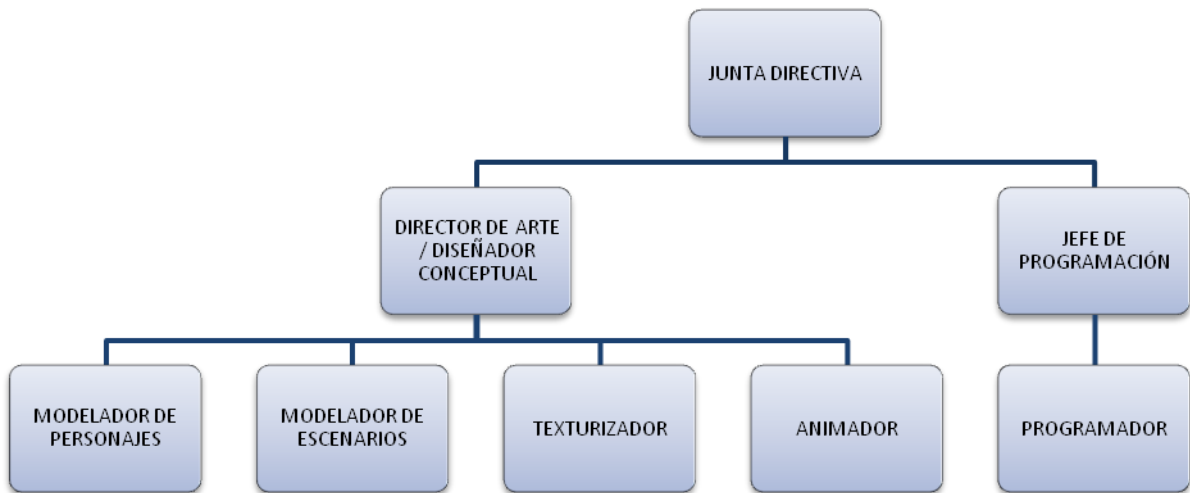 JUNTA DIRECTIVA
DIRECTOR DE ARTE
/ DISEÑADOR
CONCEPTUAL
JEFE DE
PROGRAMACIÓN
MODELADOR DE
PERSONAJES
MODELADOR DE
ESCENARIOS
TEXTURIZADOR
ANIMADOR
PROGRAMADOR